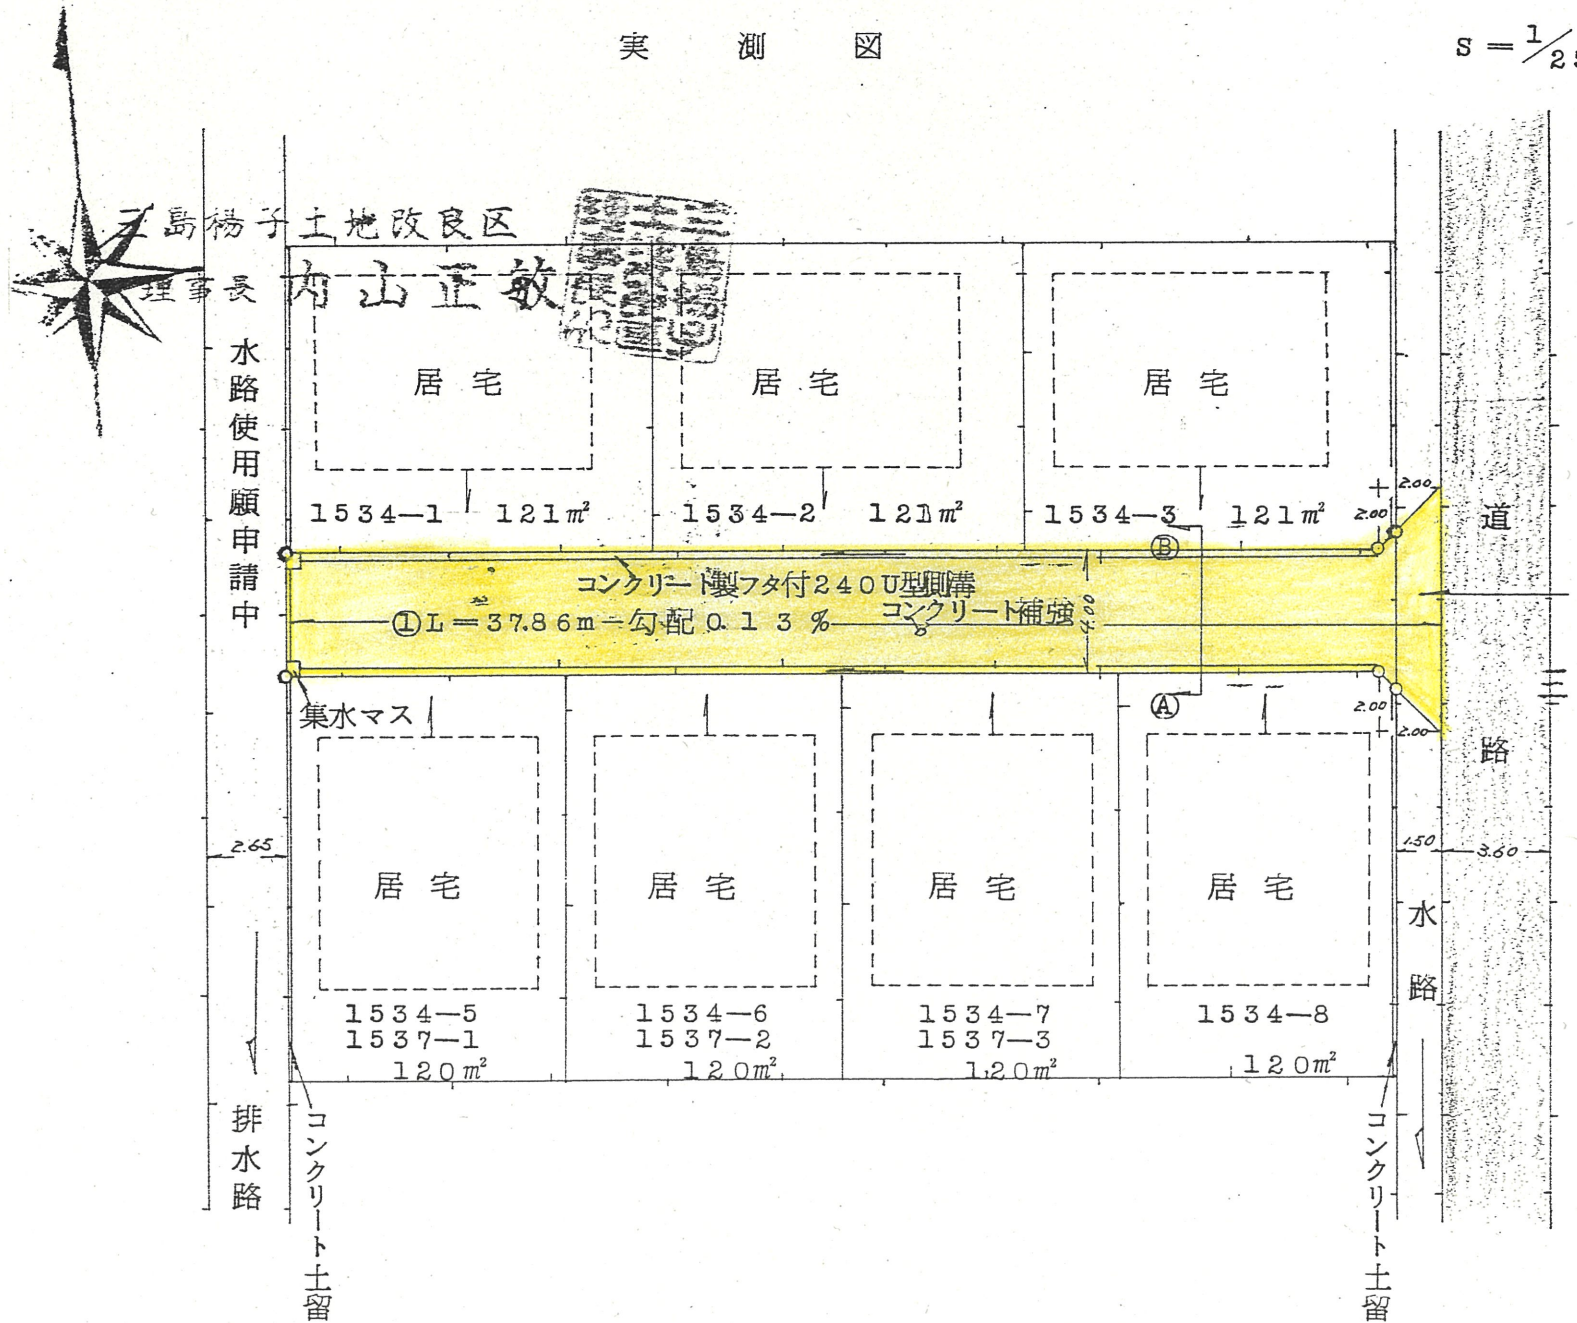 実測図
三島楊子土地改良区
理事長 内山正敏
水路使用願申請中
居宅
居宅
居宅
1534-1 121㎡
1534-2 121㎡
1534-3 121㎡
2.00
2.00
道路
Ⓑ
コンクリート製フタ付240U型側溝
①L=37.86m 勾配0.13%
コンクリート補強
4.00
集水マス
Ⓐ
2.00
2.00
2.65
1.50
3.60
居宅
居宅
居宅
居宅
水路
1534-5
1537-1
120㎡
1534-6
1537-2
120㎡
1534-7
1537-3
120㎡
1534-8
120㎡
排水路
コンクリート土留
コンクリート土留